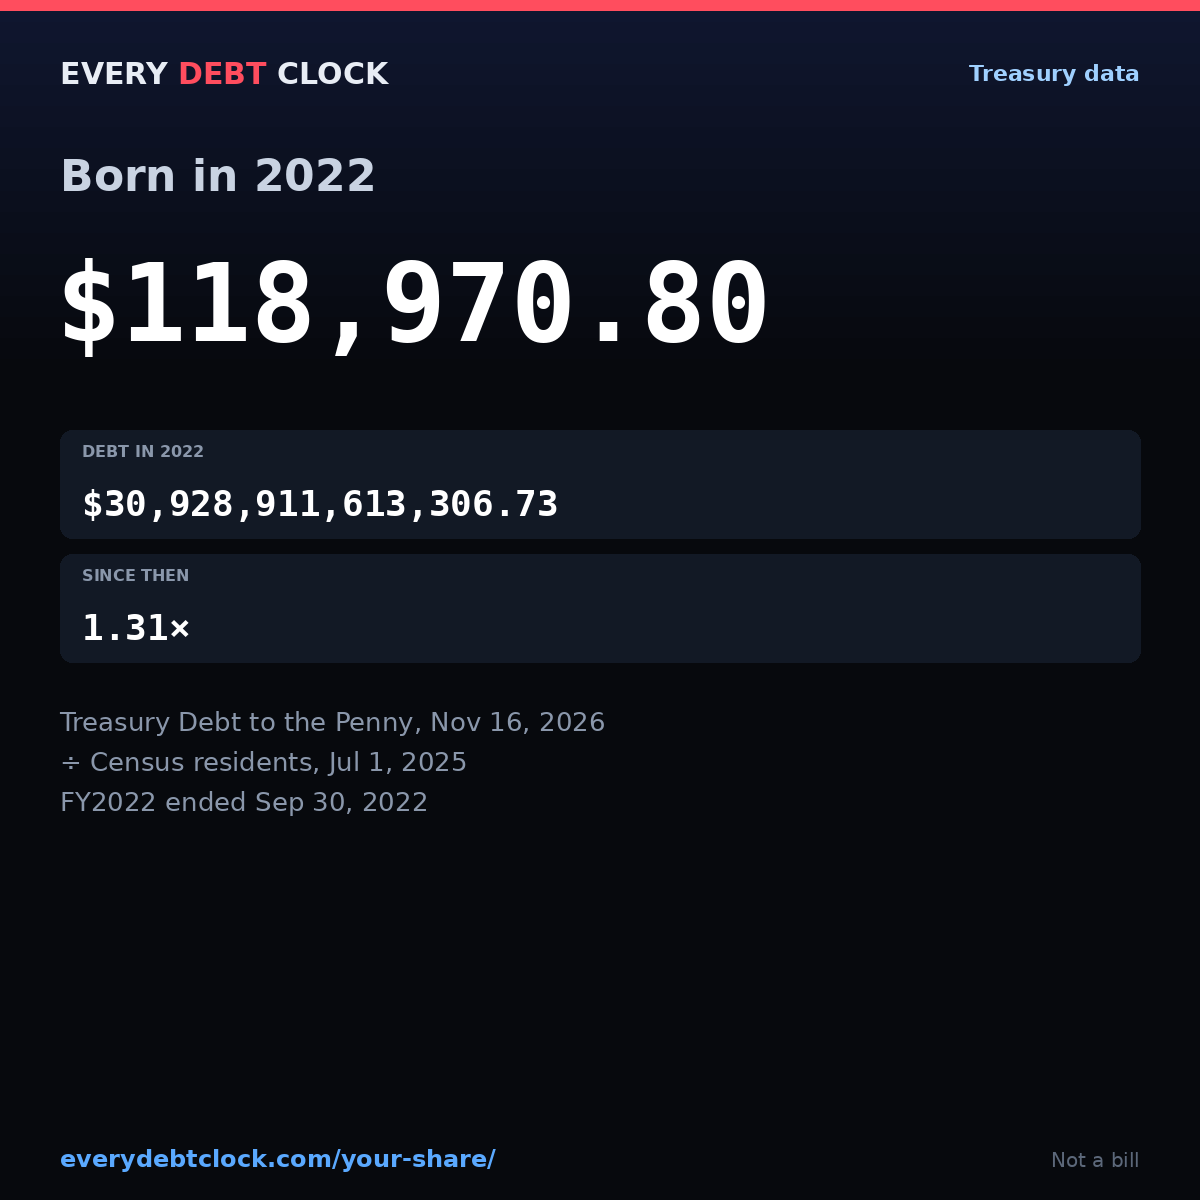 EVERY DEBT CLOCK
Treasury data
Born in 2022
$118,970.80
DEBT IN 2022
$30,928,911,613,306.73
SINCE THEN
1.31×
Treasury Debt to the Penny, Nov 16, 2026
÷ Census residents, Jul 1, 2025
FY2022 ended Sep 30, 2022
everydebtclock.com/your-share/
Not a bill